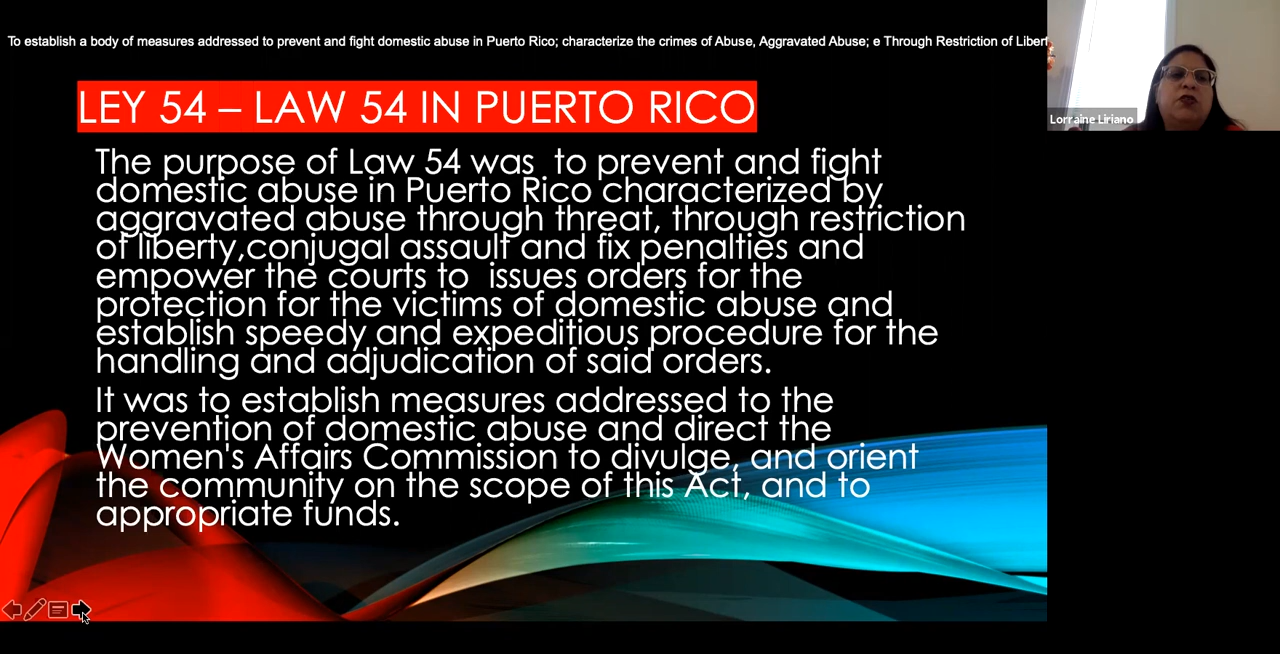 To establish a body of measures addressed to prevent and fight domestic abuse in Puerto Rico; characterize the crimes of Abuse, Aggravated Abuse; e Through Restriction of Libert
Lorraine Liriano
LEY 54 – LAW 54 IN PUERTO RICO
The purpose of Law 54 was  to prevent and fight
domestic abuse in Puerto Rico characterized by
aggravated abuse through threat, through restriction
of liberty,conjugal assault and fix penalties and
empower the courts to  issues orders for the
protection for the victims of domestic abuse and
establish speedy and expeditious procedure for the
handling and adjudication of said orders.
It was to establish measures addressed to the
prevention of domestic abuse and direct the
Women's Affairs Commission to divulge, and orient
the community on the scope of this Act, and to
appropriate funds.